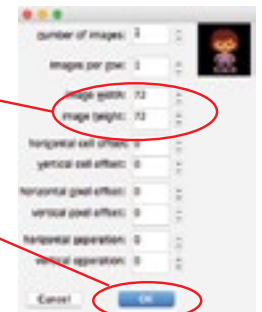 number of images: 1
images per row: 1
image width: 72
image height: 72
horizontal cell offset: 0
vertical cell offset: 0
horizontal pixel offset: 0
vertical pixel offset: 0
horizontal separation: 0
vertical separation: 0
Cancel OK